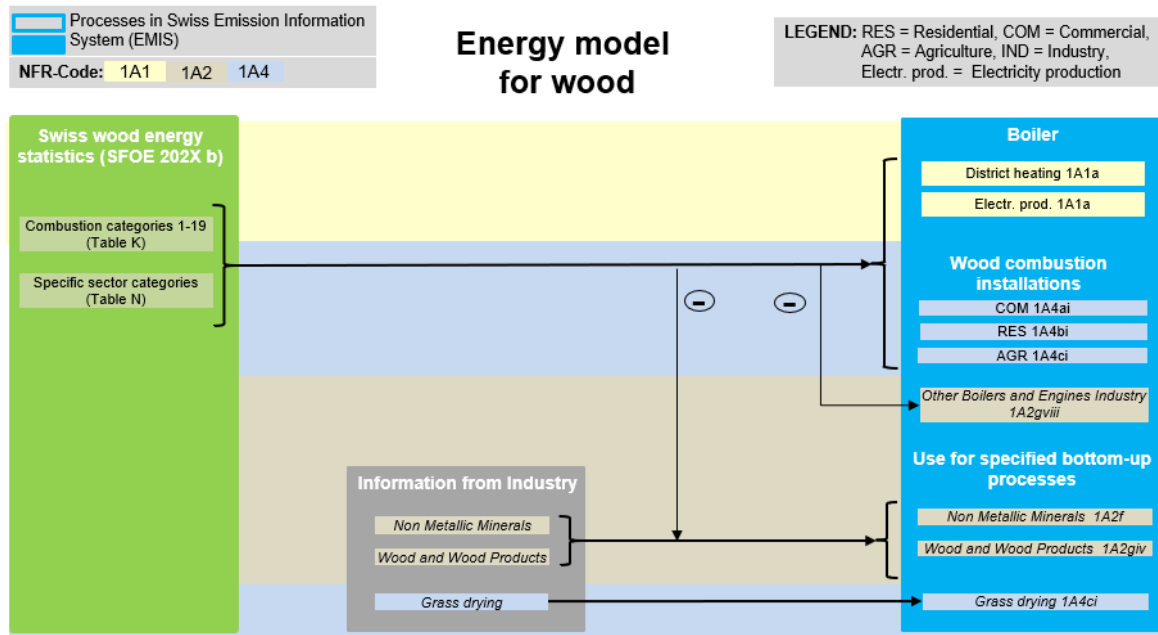 Processes in Swiss Emission Information
System (EMIS)
NFR-Code: 1A1 1A2 1A4
Energy model
for wood
LEGEND: RES = Residential, COM = Commercial,
AGR = Agriculture, IND = Industry,
Electr. prod. = Electricity production
Swiss wood energy
statistics (SFOE 202X b)
Combustion categories 1-19
(Table K)
Specific sector categories
(Table N)
Information from Industry
Non Metallic Minerals
Wood and Wood Products
Grass drying
Boiler
District heating 1A1a
Electr. prod. 1A1a
Wood combustion
installations
COM 1A4ai
RES 1A4bi
AGR 1A4ci
Other Boilers and Engines Industry
1A2gviii
Use for specified bottom-up
processes
Non Metallic Minerals 1A2f
Wood and Wood Products 1A2giv
Grass drying 1A4ci